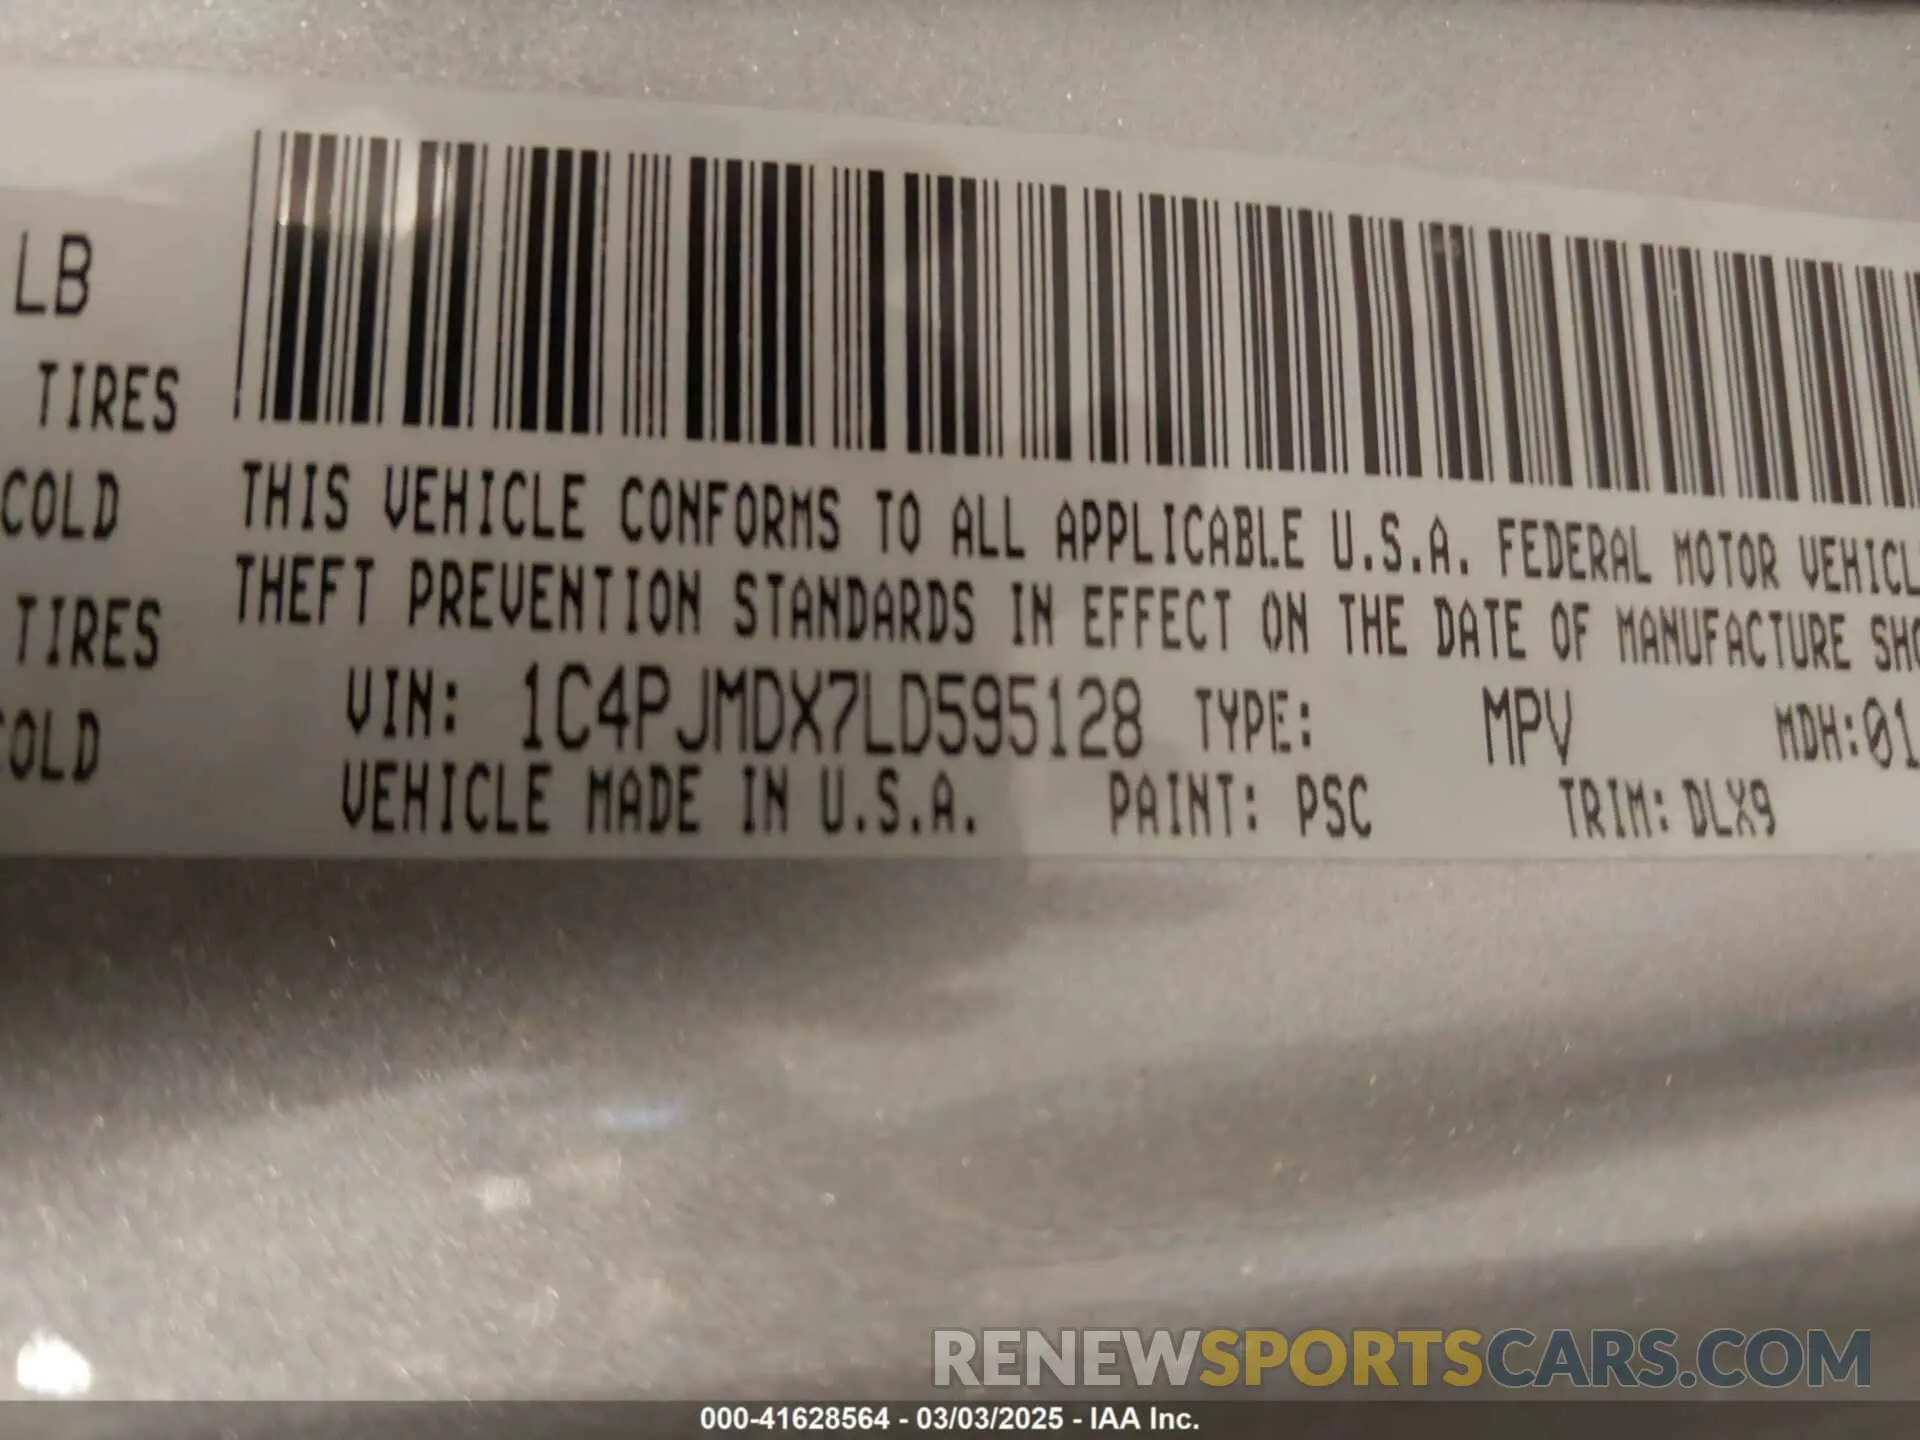 LB
TIRES
COLD
TIRES
COLD
THIS VEHICLE CONFORMS TO ALL APPLICABLE U.S.A. FEDERAL MOTOR VEHICL
THEFT PREVENTION STANDARDS IN EFFECT ON THE DATE OF MANUFACTURE SHO
VIN: 1C4PJMDX7LD595128 TYPE: MPV MDH:01
VEHICLE MADE IN U.S.A. PAINT: PSC TRIM: DLX9
RENEWSPORTSCARS.COM
000-41628564 - 03/03/2025 - IAA Inc.